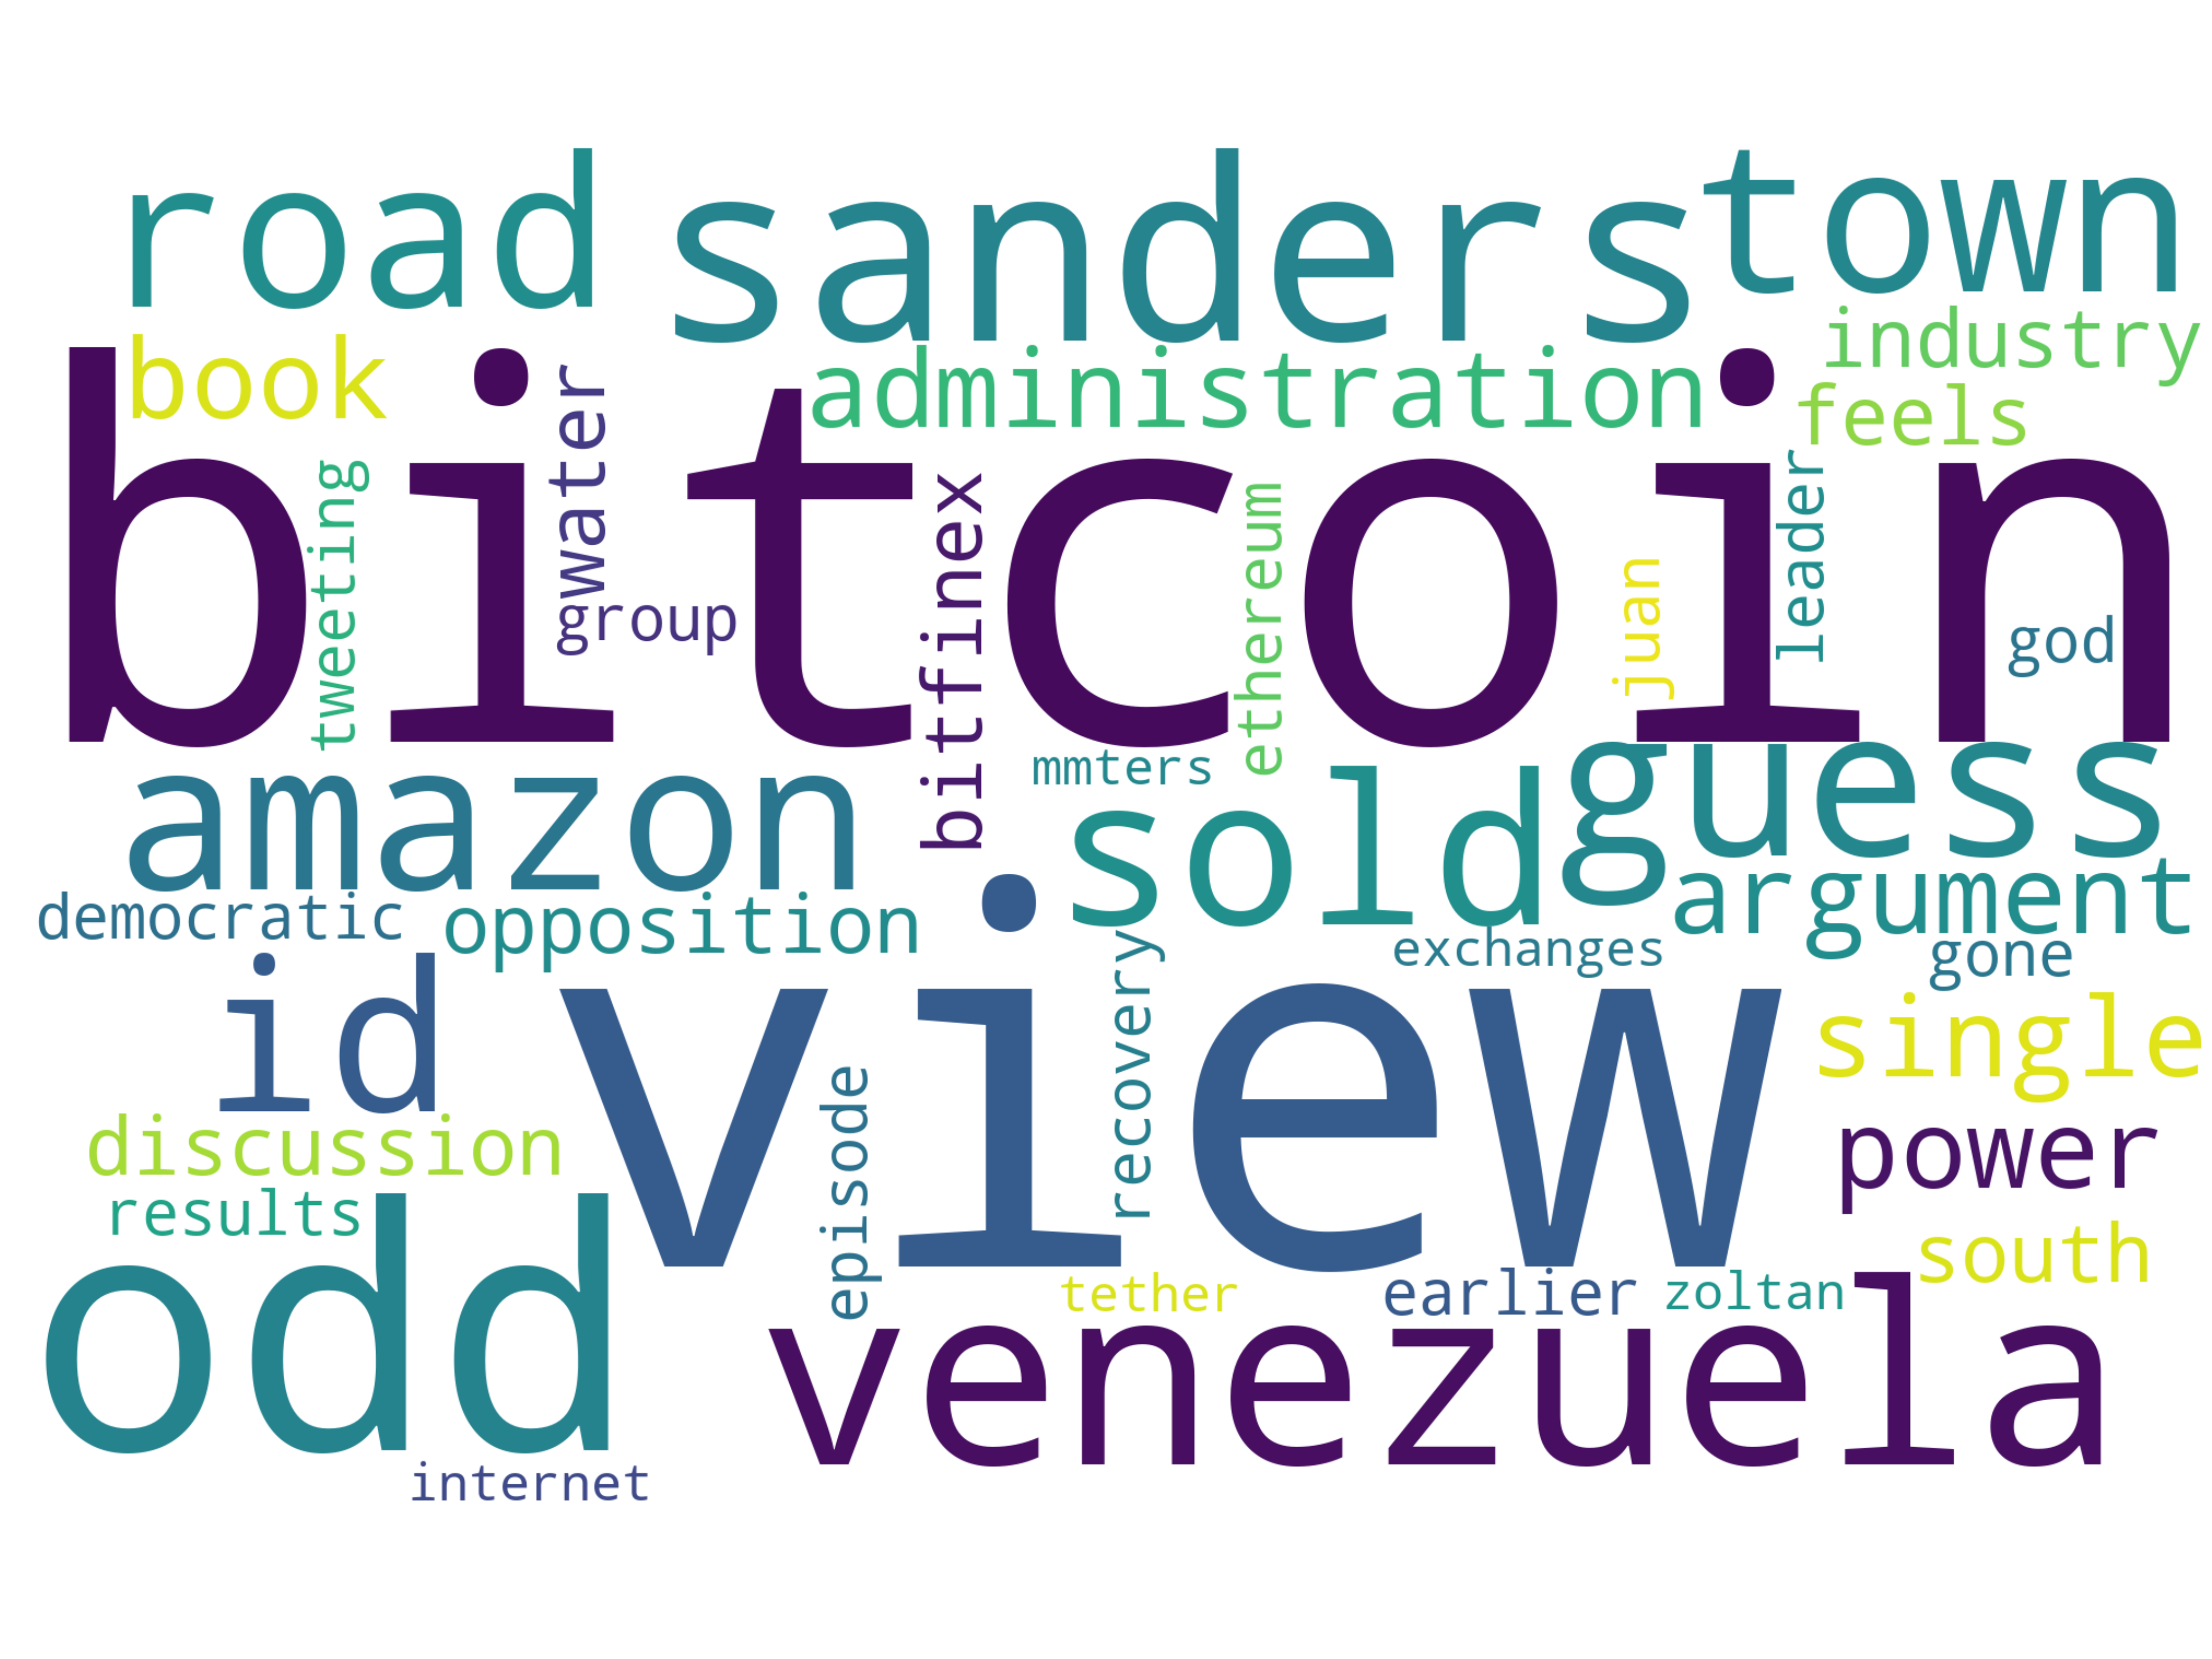 road sanders town
book administration industry
feels
bitcoin
tweeting
gwater
group
bitfinex
ethereum
juan
leader
god
amazon mmters sold guess
democratic opposition exchanges argument
gone
id view single
recovery
episode
discussion power
results south
odd tether earlier zoltan
venezuela
internet